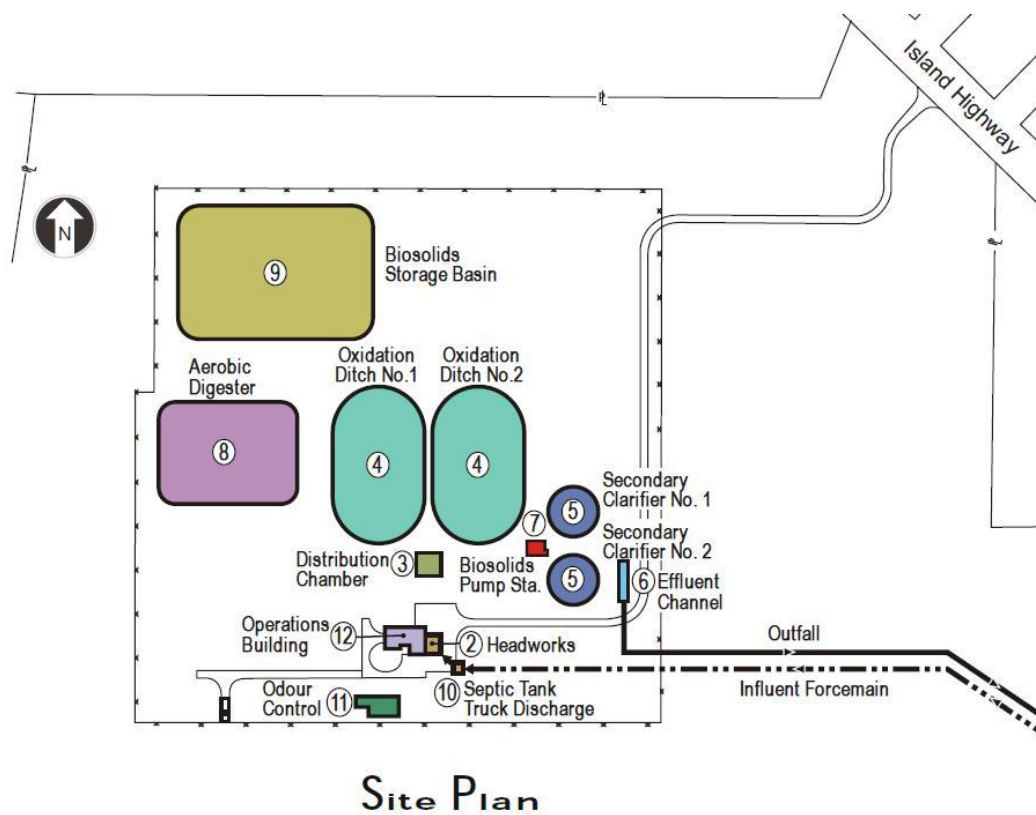 Island Highway
PL
PL
PL
N
9
Biosolids
Storage Basin
Aerobic
Digester
8
Oxidation
Ditch No.1
4
Oxidation
Ditch No.2
4
Secondary
Clarifier No. 1
5
7
Secondary
Clarifier No. 2
5
Distribution
Chamber
3
Biosolids
Pump Sta.
6
Effluent
Channel
Operations
Building
12
2
Headworks
Outfall
Influent Forcemain
Odour
Control
11
10
Septic Tank
Truck Discharge
Site Plan